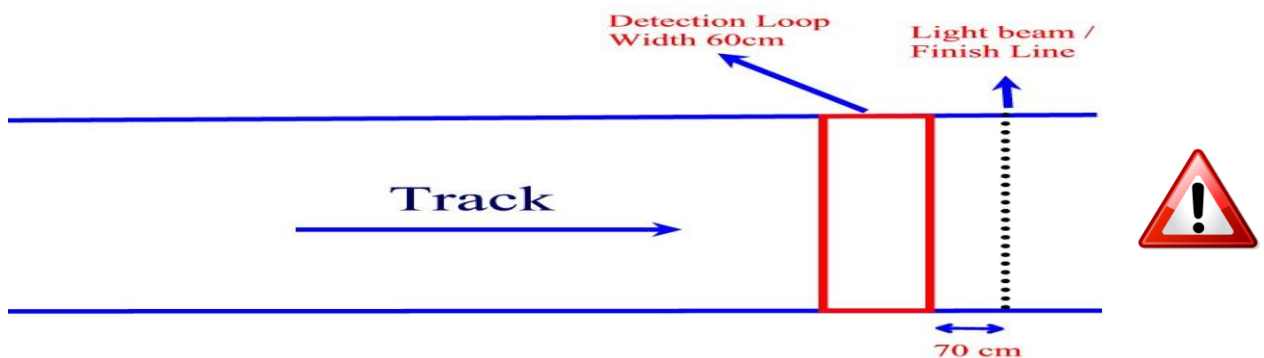 Detection Loop
Width 60cm
Light beam /
Finish Line
Track
70 cm